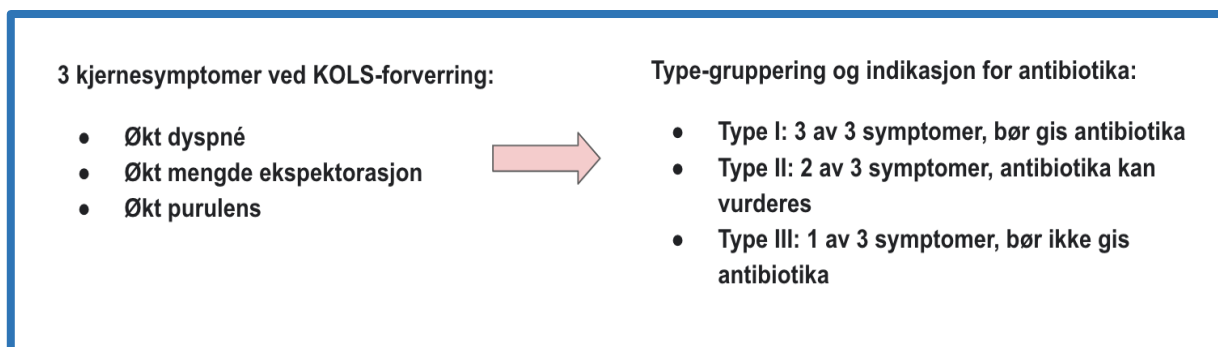 3 kjernesymptomer ved KOLS-forverring:
● Økt dyspné
● Økt mengde ekspektorasjon
● Økt purulens
Type-gruppering og indikasjon for antibiotika:
● Type I: 3 av 3 symptomer, bør gis antibiotika
● Type II: 2 av 3 symptomer, antibiotika kan
vurderes
● Type III: 1 av 3 symptomer, bør ikke gis
antibiotika